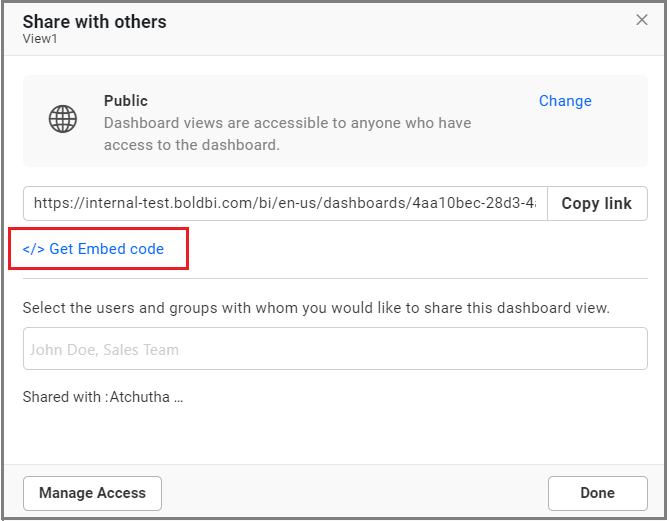 Share with others
View1
Public
Change
Dashboard views are accessible to anyone who have
access to the dashboard.
https://internal-test.boldbi.com/bi/en-us/dashboards/4aa10bec-28d3-4a
Copy link
</> Get Embed code
Select the users and groups with whom you would like to share this dashboard view.
John Doe, Sales Team
Shared with :Atchutha ...
Manage Access
Done